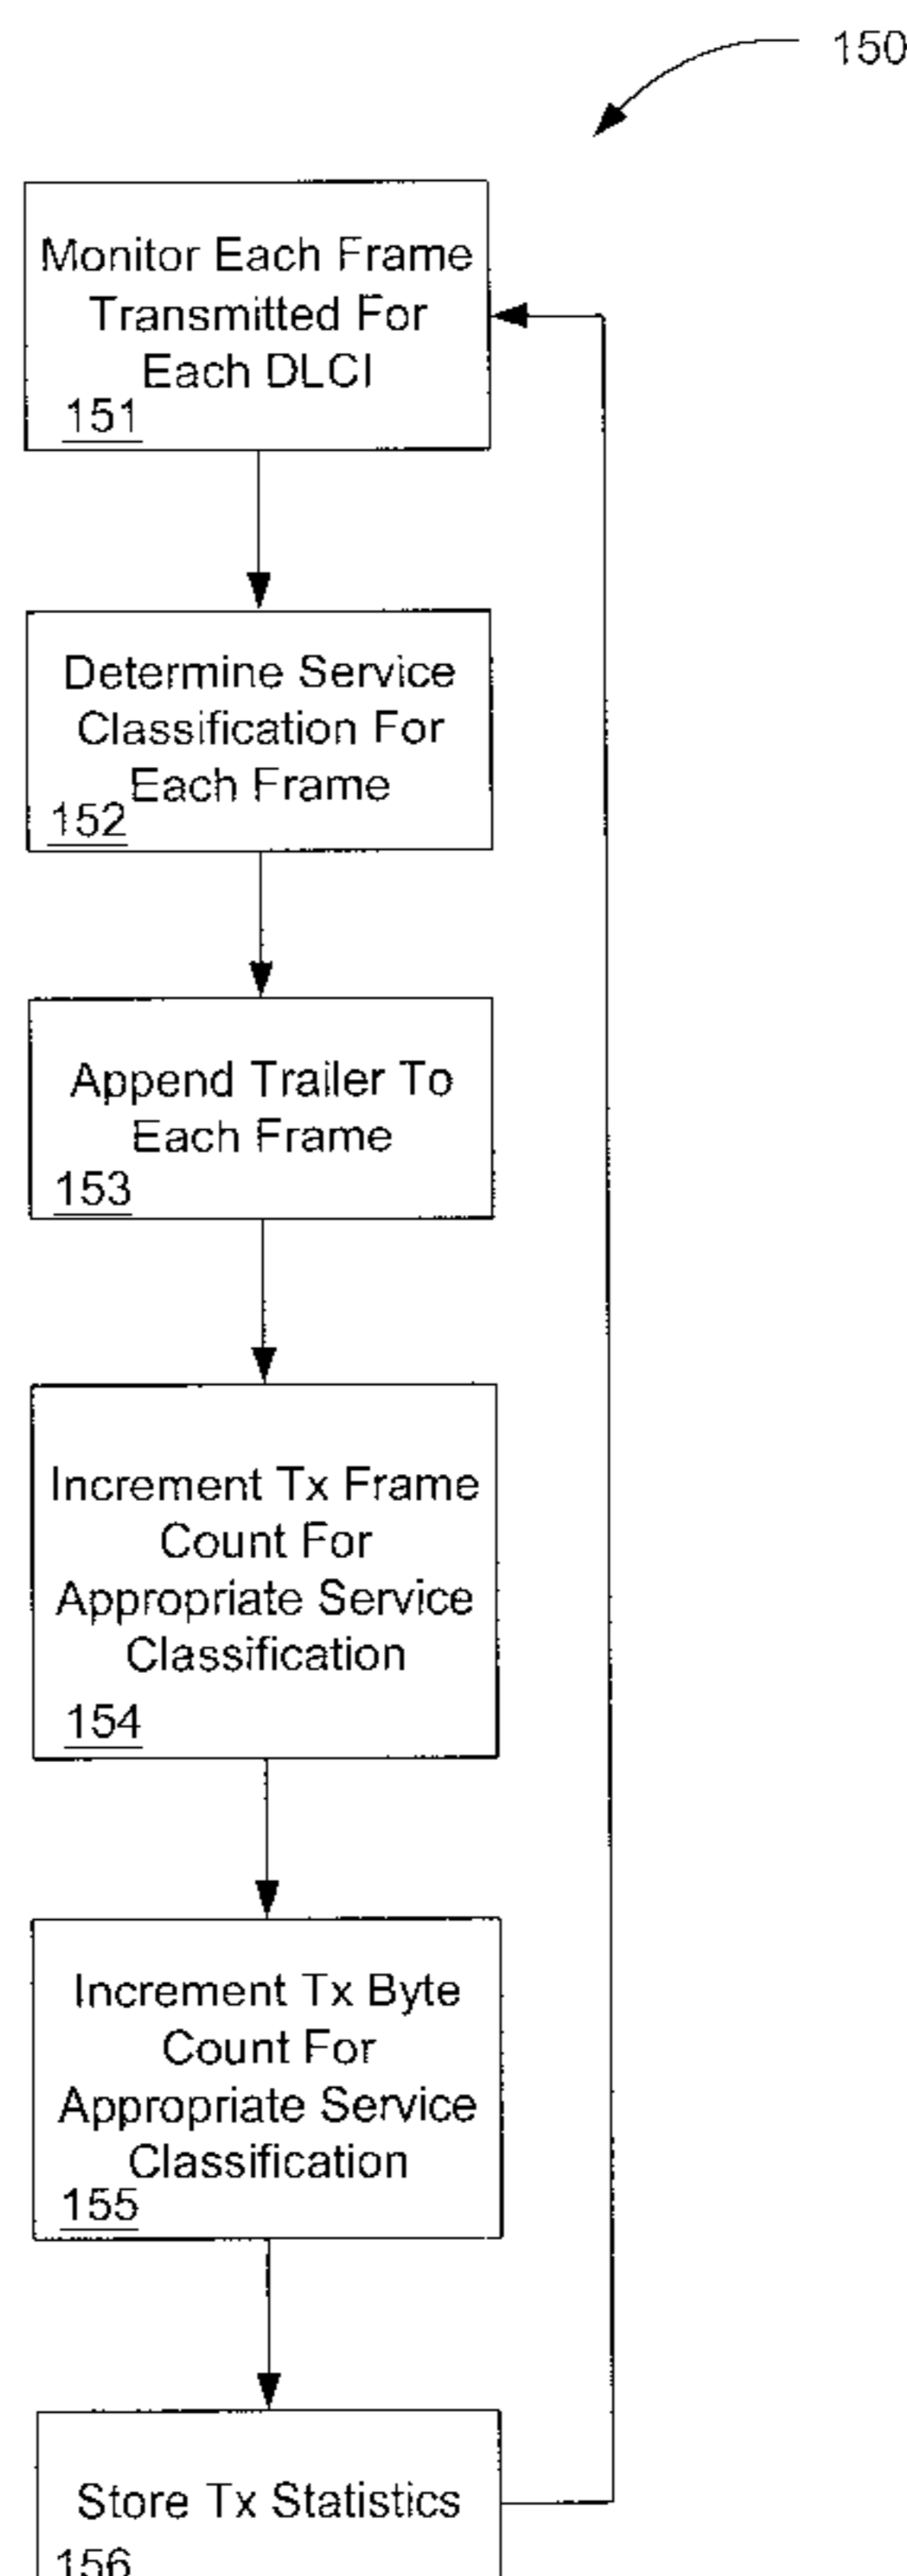 150
Monitor Each Frame
Transmitted For
Each DLCI
151
Determine Service
Classification For
Each Frame
152
Append Trailer To
Each Frame
153
Increment Tx Frame
Count For
Appropriate Service
Classification
154
Increment Tx Byte
Count For
Appropriate Service
Classification
155
Store Tx Statistics
156